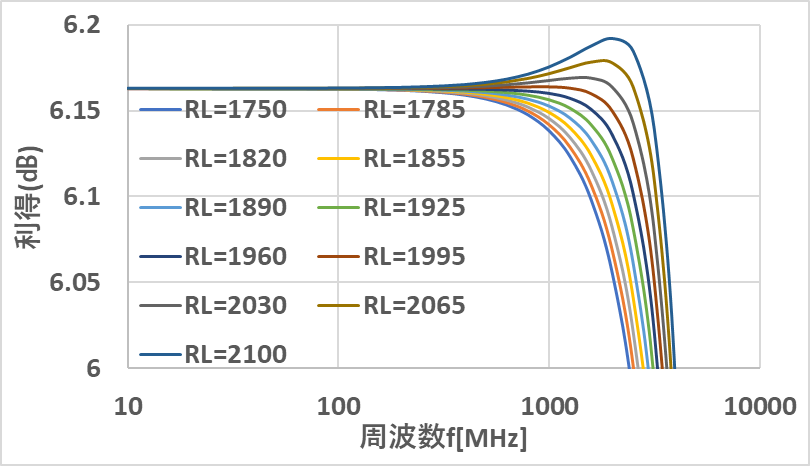 6.2
6.15
6.1
6.05
6
利得(dB)
RL=1750 RL=1785
RL=1820 RL=1855
RL=1890 RL=1925
RL=1960 RL=1995
RL=2030 RL=2065
RL=2100
10 100 1000 10000
周波数f[MHz]